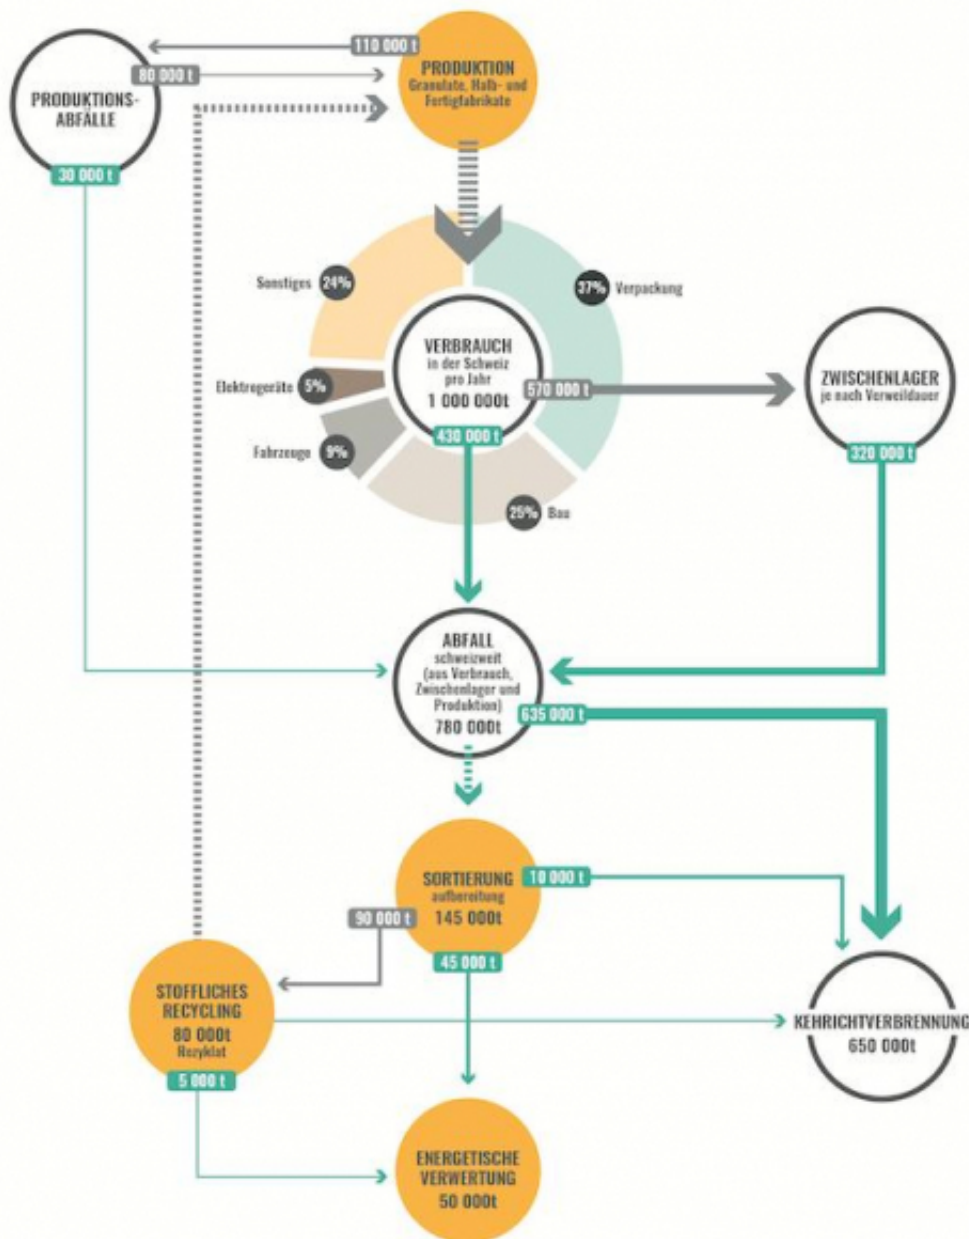 110 000 t
80 000 t
PRODUKTION
Granulate, Halb- und
Fertigfabrikate
PRODUKTIONS-
ABFÄLLE
30 000 t
Sonstiges 24%
37% Verpackung
VERBRAUCH
in der Schweiz
pro Jahr
1 000 000t
Elektrogeräte 5%
570 000 t
ZWISCHENLAGER
je nach Verweildauer
430 000 t
Fahrzeuge 9%
320 000 t
25% Bau
ABFALL
schweizweit
(aus Verbrauch,
Zwischenlager und
Produktion)
780 000t
635 000 t
SORTIERUNG
aufbereitung
145 000t
10 000 t
90 000 t
45 000 t
STOFFLICHES
RECYCLING
80 000t
Rezyklat
5 000 t
KEHRICHTVERBRENNUNG
650 000t
ENERGETISCHE
VERWERTUNG
50 000t